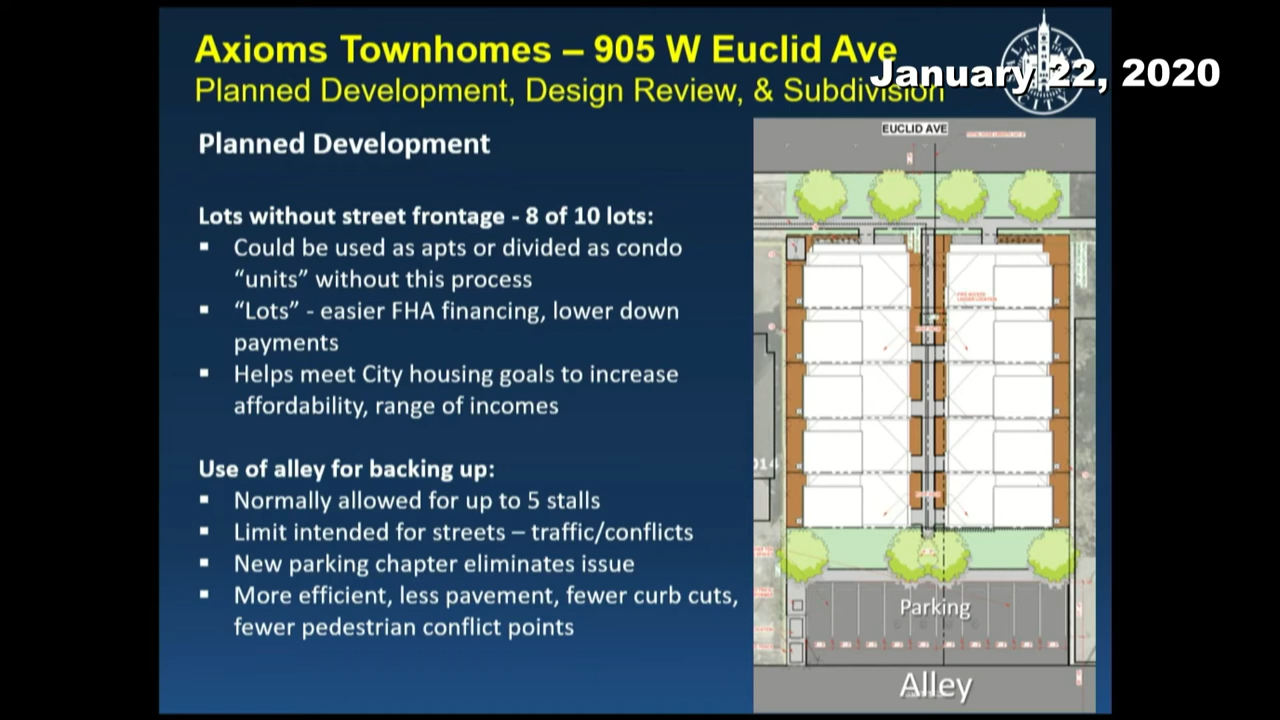 Axioms Townhomes – 905 W Euclid Ave
January 22, 2020
Planned Development, Design Review, & Subdivision
Planned Development
Lots without street frontage - 8 of 10 lots:
▪ Could be used as apts or divided as condo
“units” without this process
▪ “Lots” - easier FHA financing, lower down
payments
▪ Helps meet City housing goals to increase
affordability, range of incomes
Use of alley for backing up:
▪ Normally allowed for up to 5 stalls
▪ Limit intended for streets – traffic/conflicts
▪ New parking chapter eliminates issue
▪ More efficient, less pavement, fewer curb cuts,
fewer pedestrian conflict points
EUCLID AVE
Parking
Alley
CITY